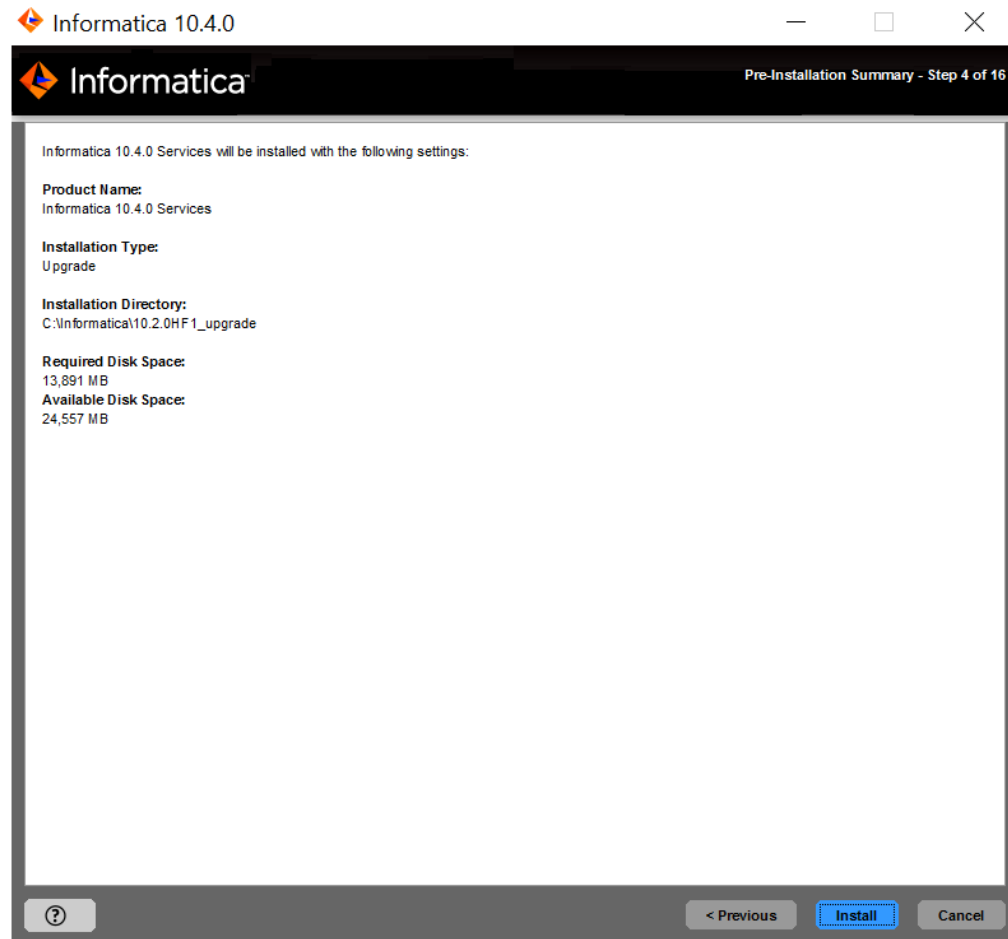 Informatica 10.4.0
Informatica
Pre-Installation Summary - Step 4 of 16
Informatica 10.4.0 Services will be installed with the following settings:
Product Name:
Informatica 10.4.0 Services
Installation Type:
Upgrade
Installation Directory:
C:\Informatica\10.2.0HF1_upgrade
Required Disk Space:
13,891 MB
Available Disk Space:
24,557 MB
?
< Previous
Install
Cancel